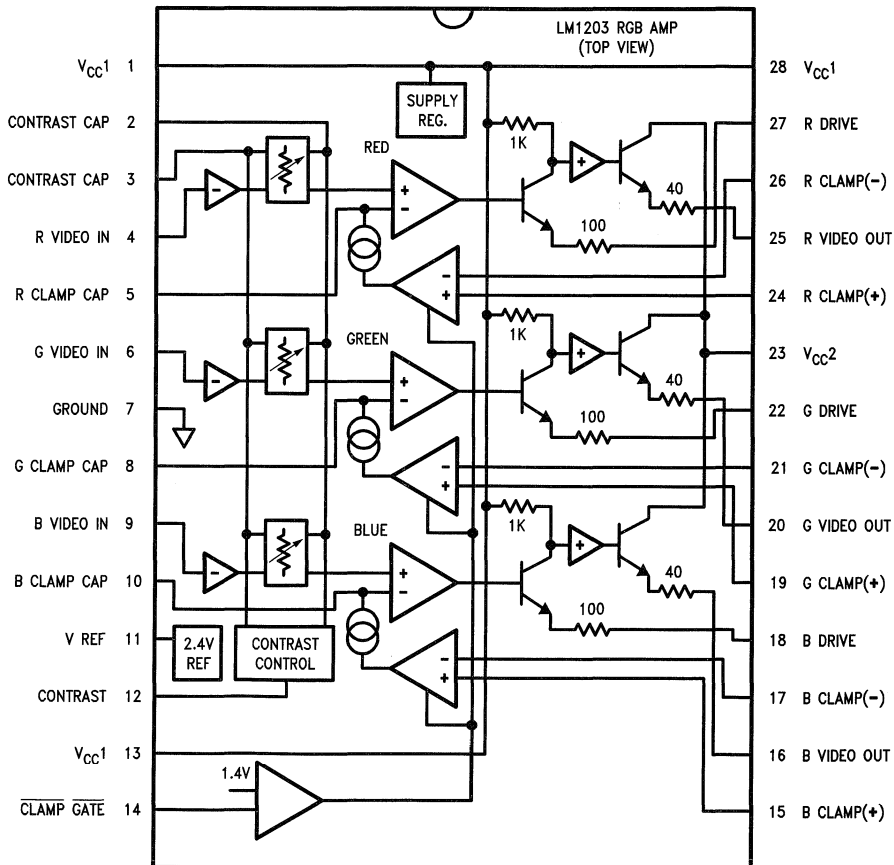 LM1203 RGB AMP
(TOP VIEW)
VCC1 1
CONTRAST CAP 2
CONTRAST CAP 3
R VIDEO IN 4
R CLAMP CAP 5
G VIDEO IN 6
GROUND 7
G CLAMP CAP 8
B VIDEO IN 9
B CLAMP CAP 10
V REF 11
CONTRAST 12
VCC1 13
CLAMP GATE 14
28 VCC1
27 R DRIVE
26 R CLAMP(−)
25 R VIDEO OUT
24 R CLAMP(+)
23 VCC2
22 G DRIVE
21 G CLAMP(−)
20 G VIDEO OUT
19 G CLAMP(+)
18 B DRIVE
17 B CLAMP(−)
16 B VIDEO OUT
15 B CLAMP(+)
SUPPLY
REG.
RED
− + −
− +
1K
+
40
100
GREEN
− + −
− +
1K
+
40
100
BLUE
− + −
− +
1K
+
40
100
2.4V
REF
CONTRAST
CONTROL
1.4V